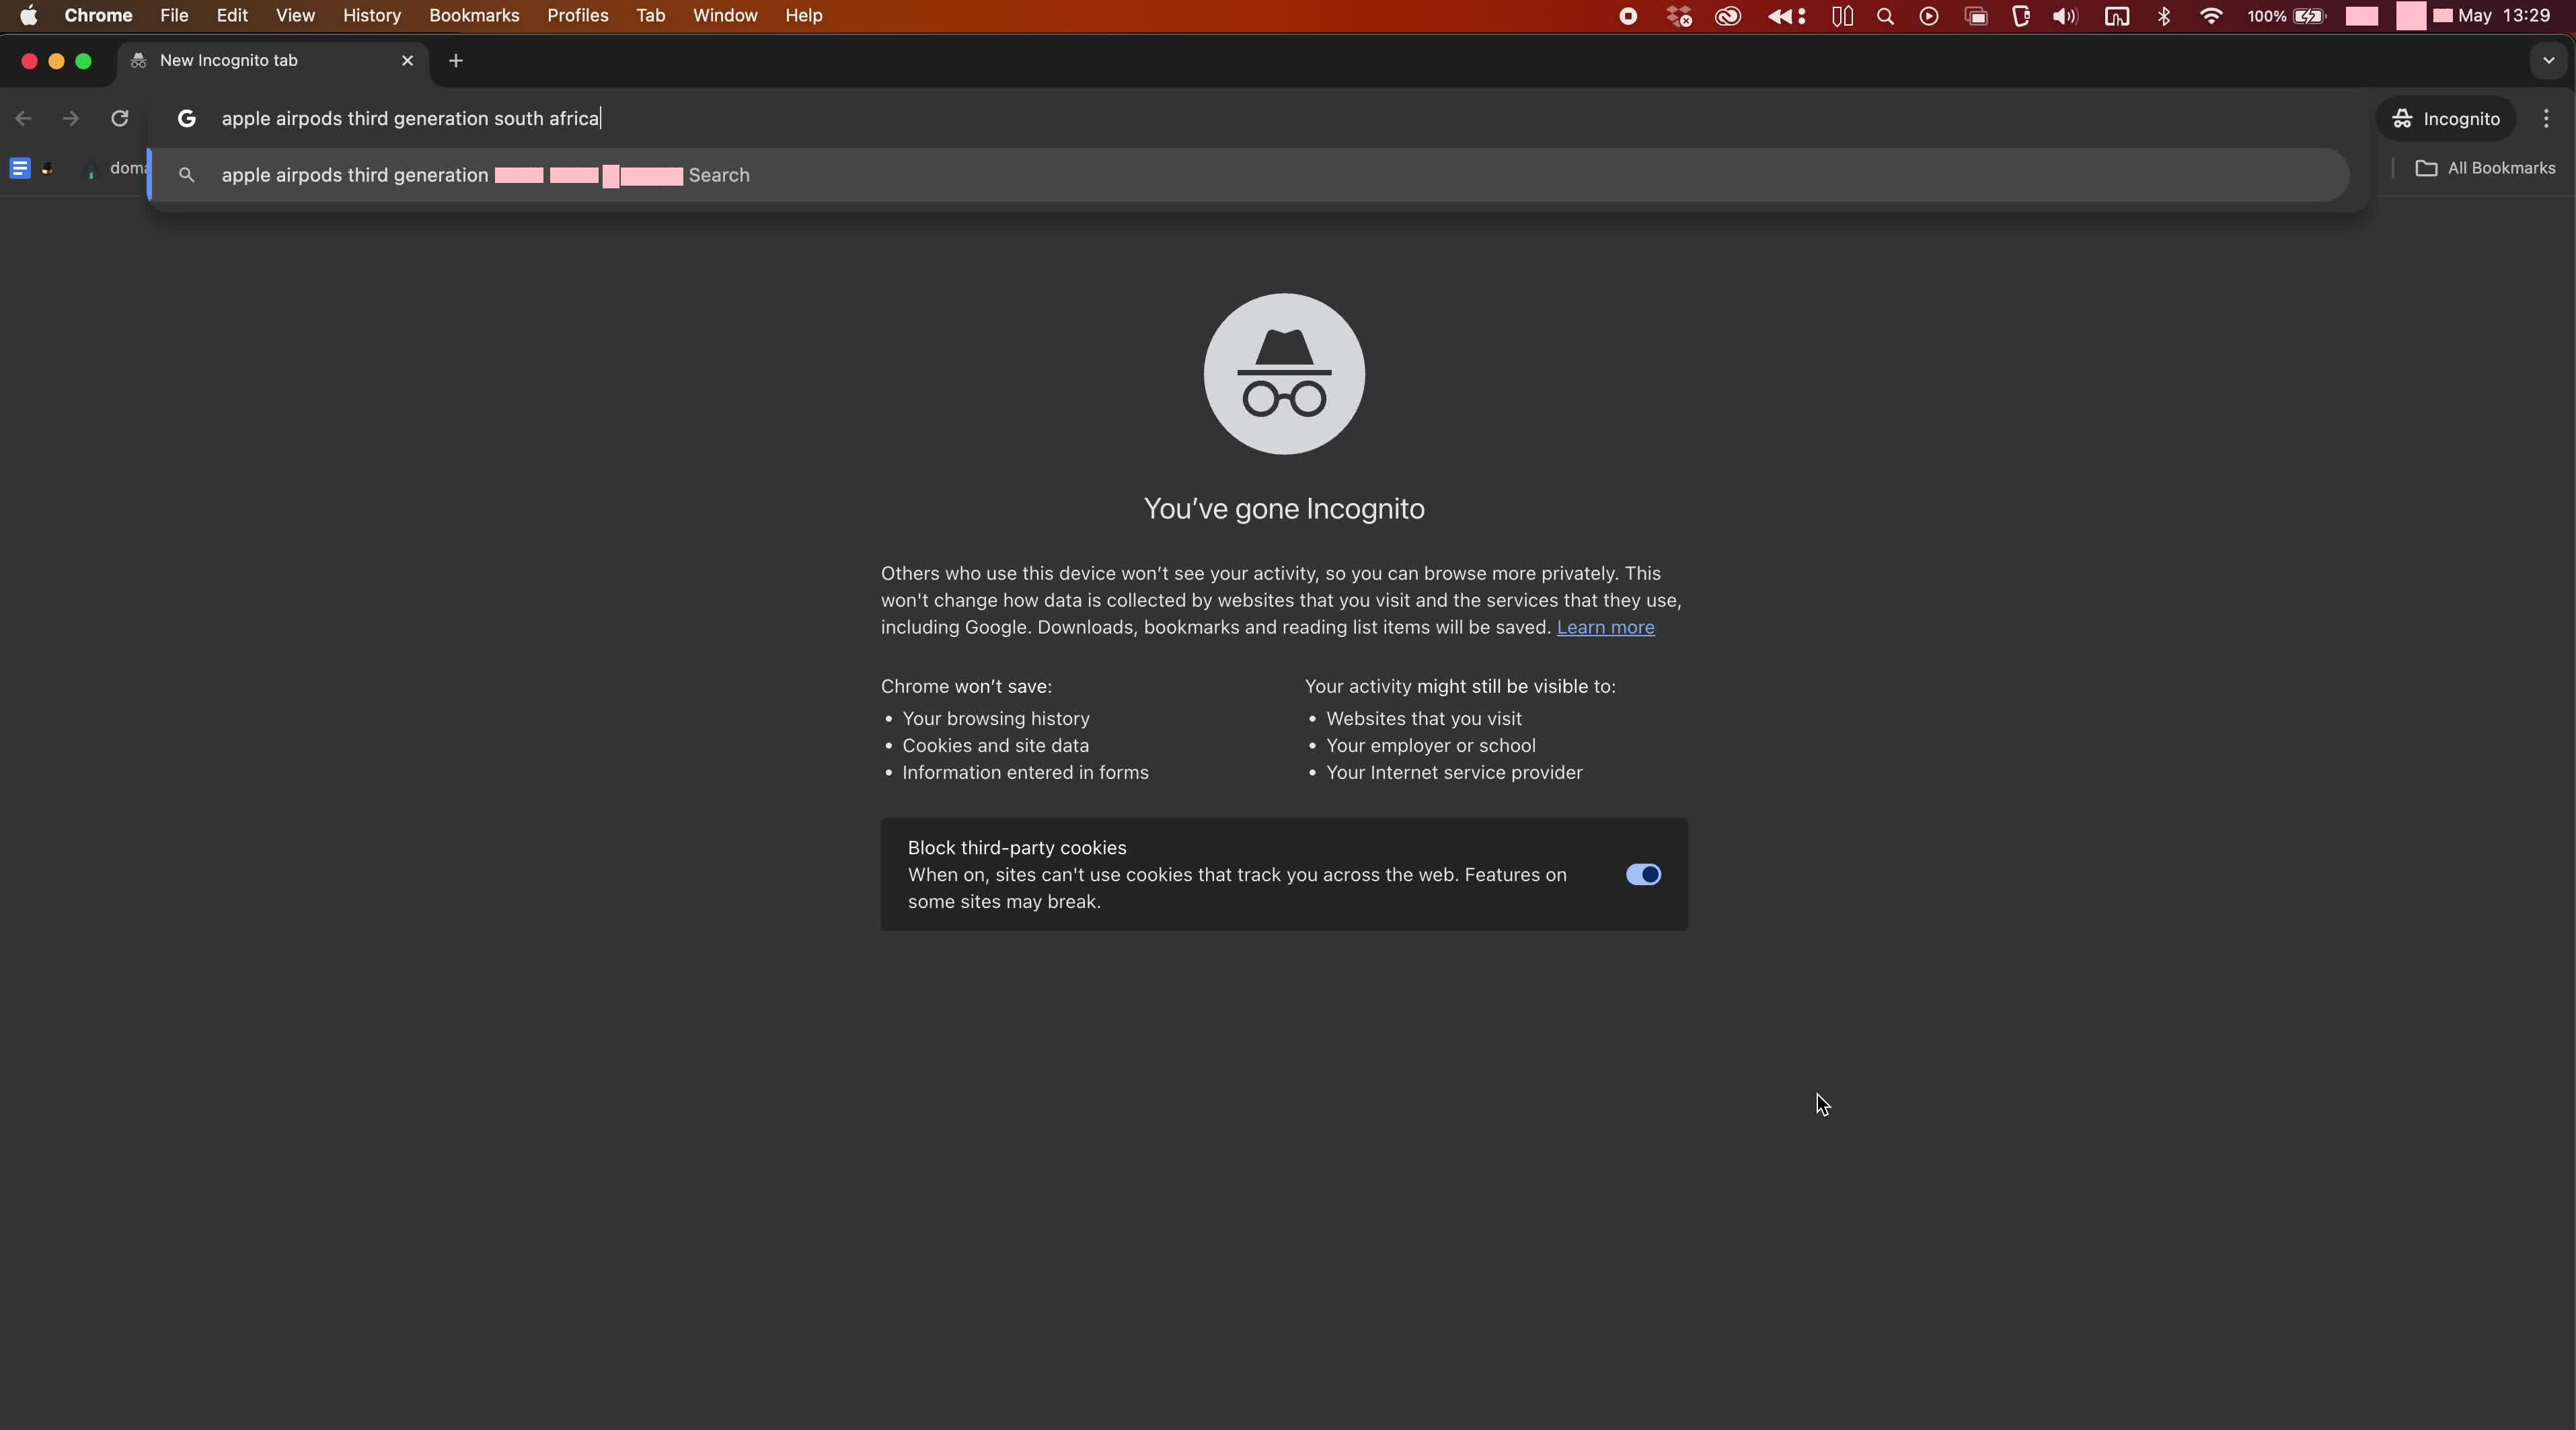 Chrome File Edit View History Bookmarks Profiles Tab Window Help 100% May 13:29
New Incognito tab
apple airpods third generation south africa
Incognito
apple airpods third generation Search
All Bookmarks
You've gone Incognito
Others who use this device won't see your activity, so you can browse more privately. This
won't change how data is collected by websites that you visit and the services that they use,
including Google. Downloads, bookmarks and reading list items will be saved. Learn more
Chrome won't save:
• Your browsing history
• Cookies and site data
• Information entered in forms
Your activity might still be visible to:
• Websites that you visit
• Your employer or school
• Your Internet service provider
Block third-party cookies
When on, sites can't use cookies that track you across the web. Features on
some sites may break.